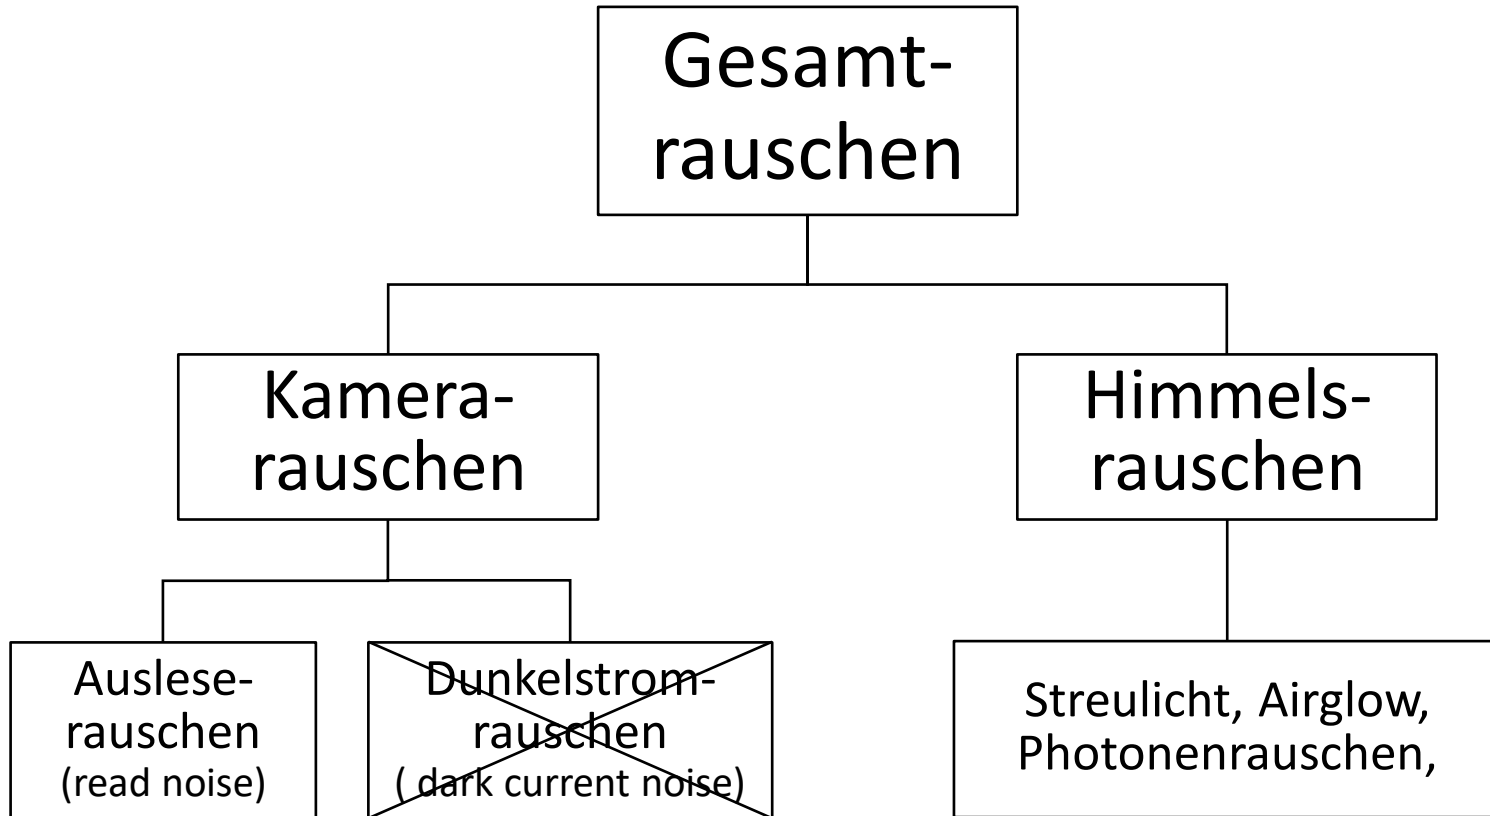 Gesamt-
rauschen
Kamera-
rauschen
Himmels-
rauschen
Auslese-
rauschen
(read noise)
Dunkelstrom-
rauschen
( dark current noise)
Streulicht, Airglow,
Photonenrauschen,